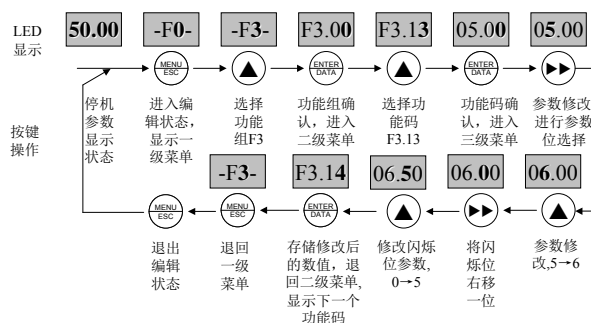 LED
显示
50.00 -F0- -F3- F3.00 F3.13 05.00 05.00
MENU
ESC
ENTER
DATA
ENTER
DATA
按键
操作
停机
参数
显示
状态
进入编
辑状态,
显示一
级菜单
选择
功能
组F3
功能组确
认，进入
二级菜单
选择功
能码
F3.13
功能码确
认，进入
三级菜单
参数修改
进行参数
位选择
-F3- F3.14 06.50 06.00 06.00
MENU
ESC
MENU
ESC
ENTER
DATA
退出
编辑
状态
退回
一级
菜单
存储修改后
的数值，退
回二级菜单,
显示下一个
功能码
修改闪烁
位参数,
0→5
将闪
烁位
右移
一位
参数修
改,5→6